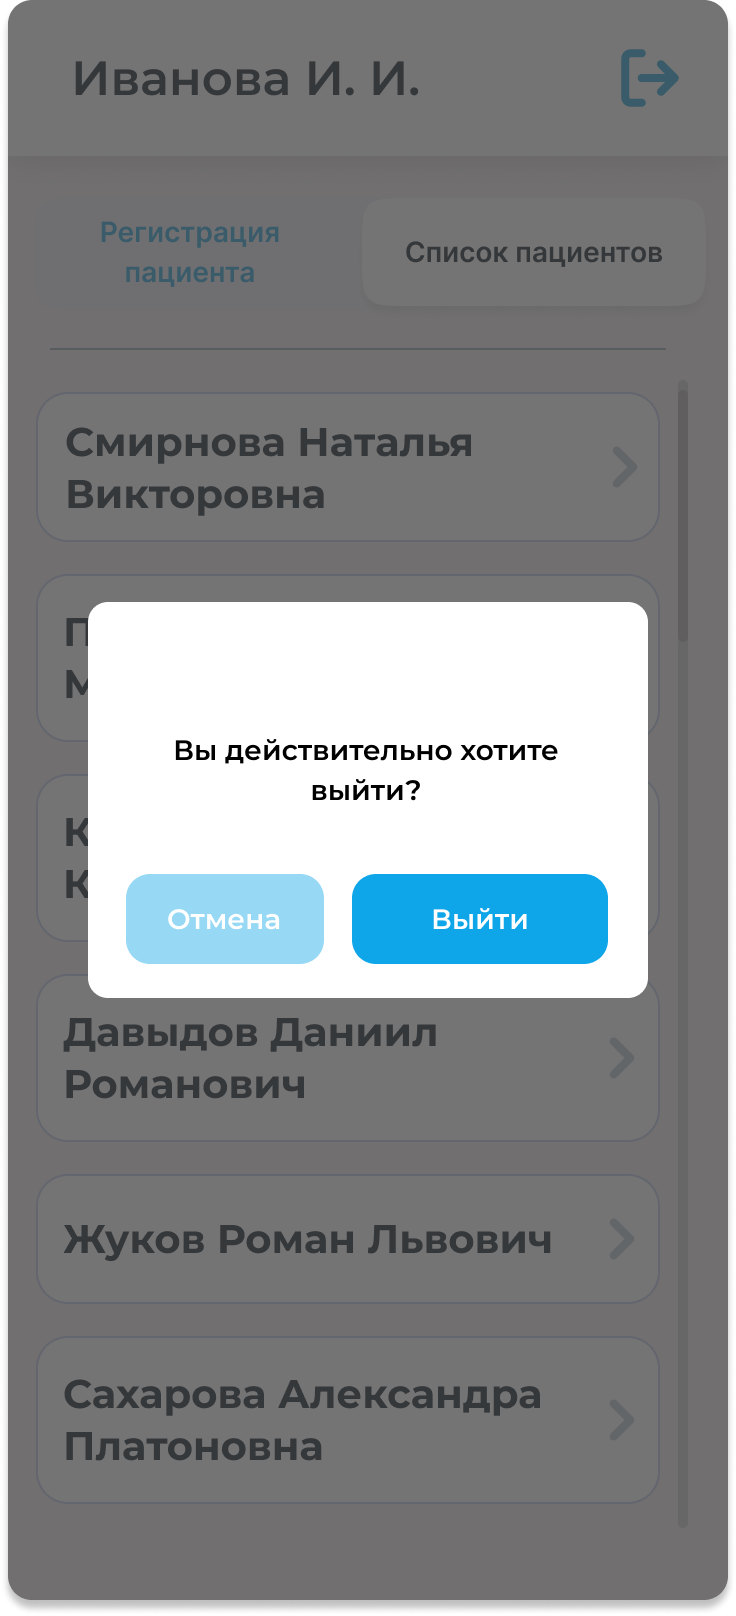 Иванова И. И.
Регистрация
пациента
Список пациентов
Смирнова Наталья
Викторовна
Вы действительно хотите
выйти?
Отмена
Выйти
Давыдов Даниил
Романович
Жуков Роман Львович
Сахарова Александра
Платоновна